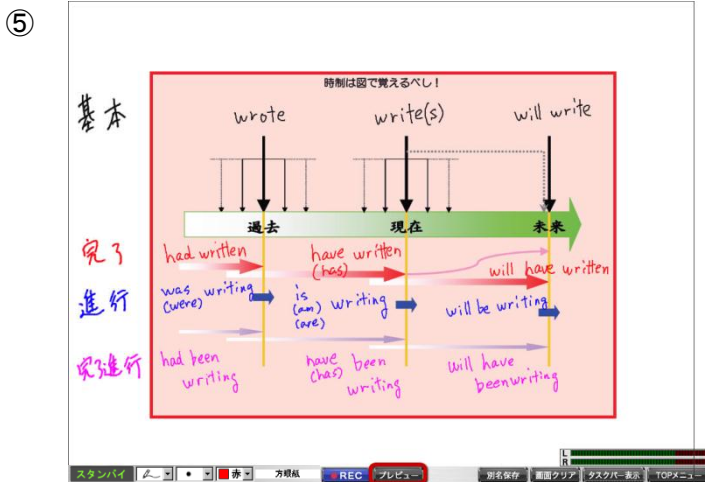 ⑤
時制は図で覚えるべし！
基本 wrote write(s) will write
過去 現在 未来
完了 had written have written (has) will have written
進行 was (were) writing is (am) (are) writing will be writing
完了進行 had been writing have (has) been writing will have been writing
L
R
スタンバイ 赤 方眼紙 REC プレビュー 別名保存 画面クリア タスクバー表示 TOPメニュー